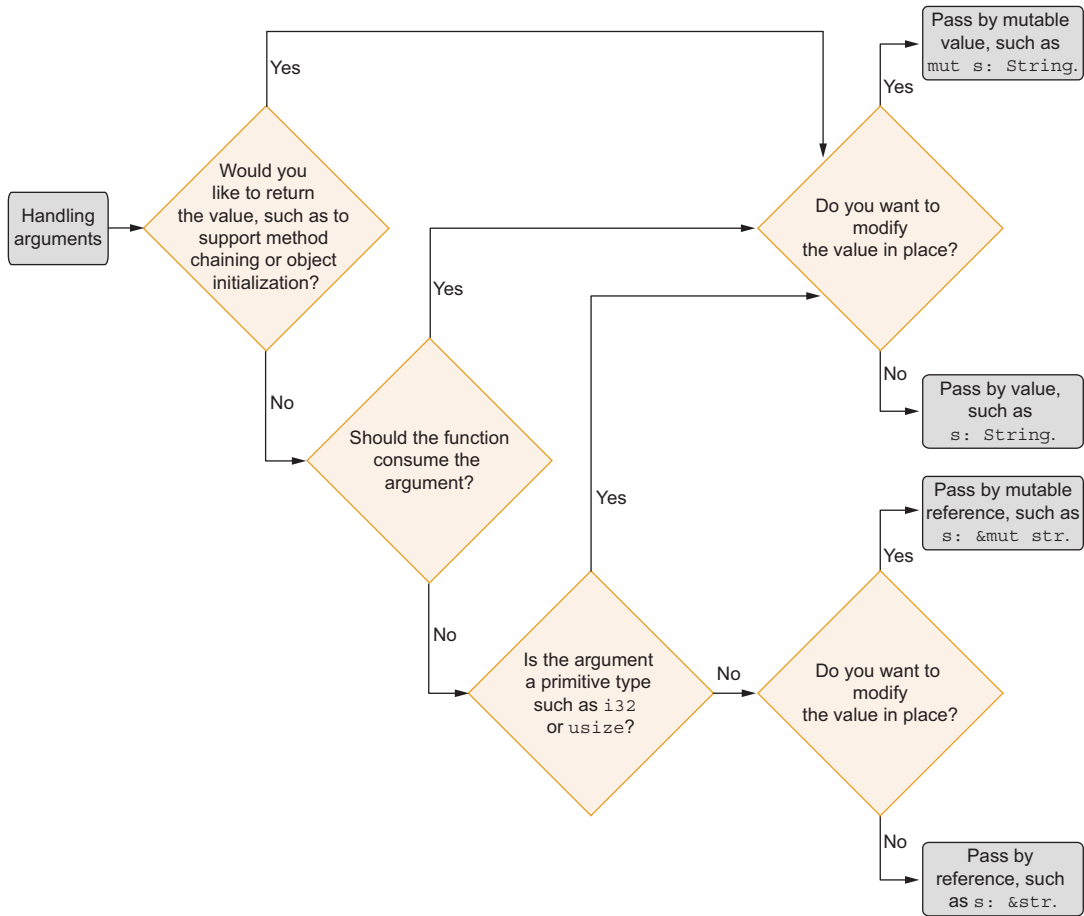 Handling
arguments
Would you
like to return
the value, such as to
support method
chaining or object
initialization?
Yes
No
Should the function
consume the
argument?
Yes
No
Is the argument
a primitive type
such as i32
or usize?
Yes
No
Do you want to
modify
the value in place?
Yes
Pass by mutable
value, such as
mut s: String.
No
Pass by value,
such as
s: String.
Do you want to
modify
the value in place?
Yes
Pass by mutable
reference, such as
s: &mut str.
No
Pass by
reference, such
as s: &str.